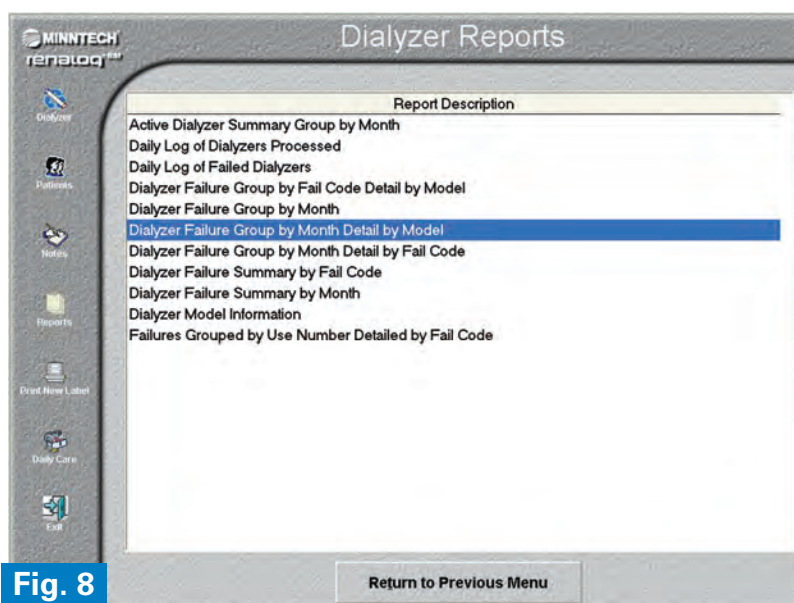 MINNTECH
renalog RM
Dialyzer Reports
Dialyzer
Patients
Notes
Reports
Print New Label
Daily Care
Exit
Report Description
Active Dialyzer Summary Group by Month
Daily Log of Dialyzers Processed
Daily Log of Failed Dialyzers
Dialyzer Failure Group by Fail Code Detail by Model
Dialyzer Failure Group by Month
Dialyzer Failure Group by Month Detail by Model
Dialyzer Failure Group by Month Detail by Fail Code
Dialyzer Failure Summary by Fail Code
Dialyzer Failure Summary by Month
Dialyzer Model Information
Failures Grouped by Use Number Detailed by Fail Code
Return to Previous Menu
Fig. 8